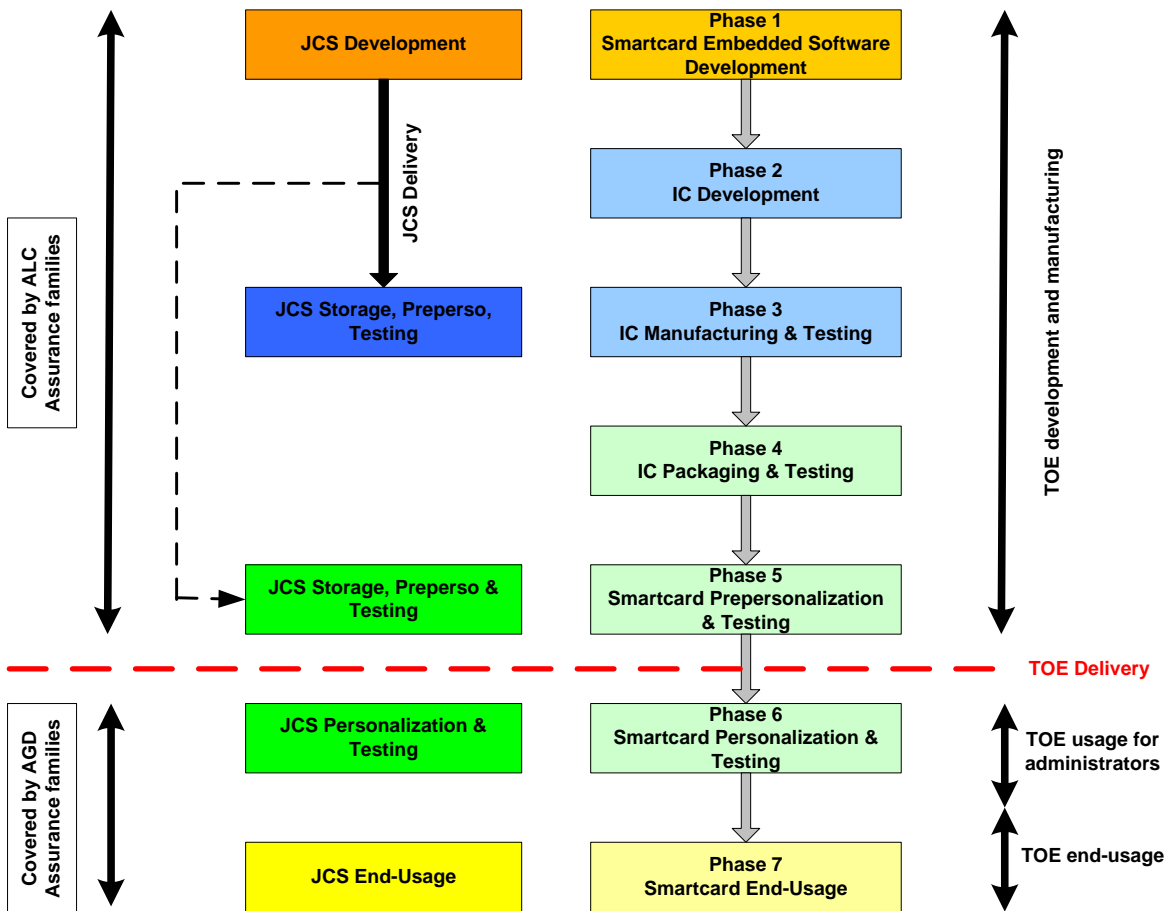 JCS Development
Phase 1
Smartcard Embedded Software
Development
JCS Delivery
Phase 2
IC Development
Covered by ALC
Assurance families
TOE development and manufacturing
JCS Storage, Preperso,
Testing
Phase 3
IC Manufacturing & Testing
Phase 4
IC Packaging & Testing
JCS Storage, Preperso &
Testing
Phase 5
Smartcard Prepersonalization
& Testing
TOE Delivery
Covered by AGD
Assurance families
JCS Personalization &
Testing
Phase 6
Smartcard Personalization &
Testing
TOE usage for
administrators
JCS End-Usage
Phase 7
Smartcard End-Usage
TOE end-usage